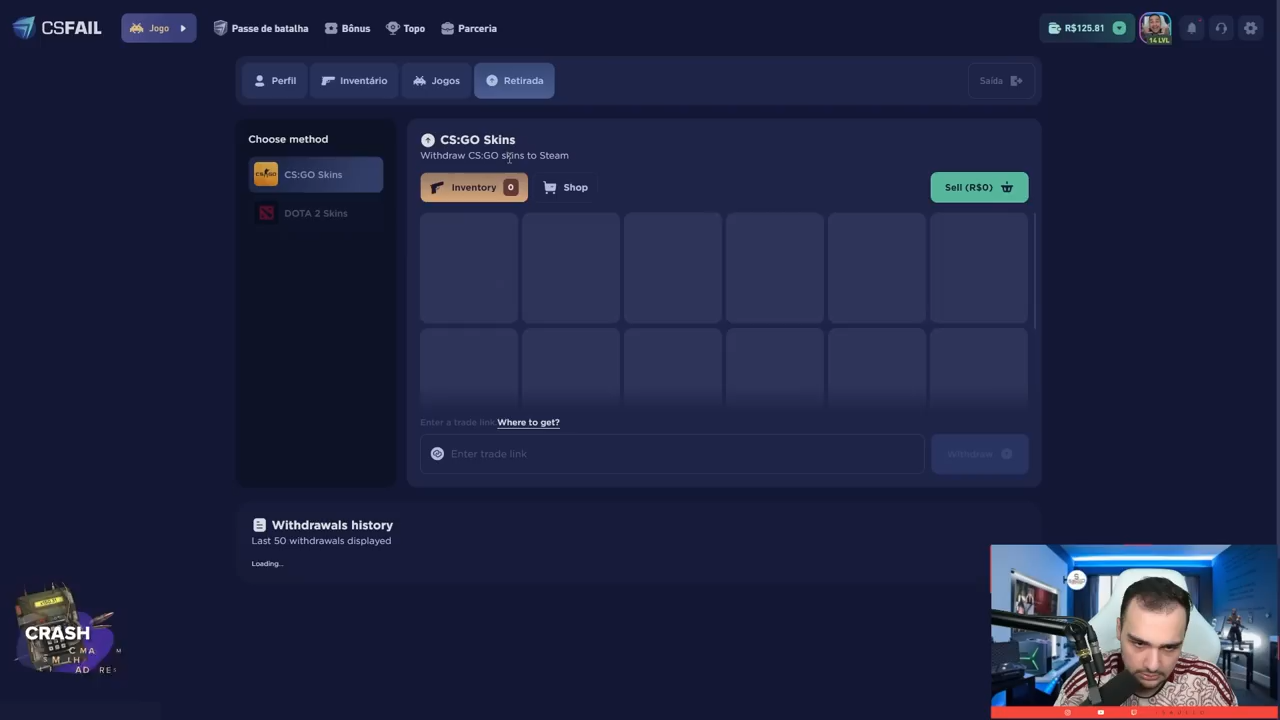 CSFAIL
Jogo
Passe de batalha
Bônus
Topo
Parceria
R$125.81
14 LVL
Perfil
Inventário
Jogos
Retirada
Saída
Choose method
CS:GO Skins
DOTA 2 Skins
CS:GO Skins
Withdraw CS:GO skins to Steam
Inventory 0
Shop
Sell (R$0)
Enter a trade link Where to get?
Enter trade link
Withdraw
Withdrawals history
Last 50 withdrawals displayed
Loading...
CRASH